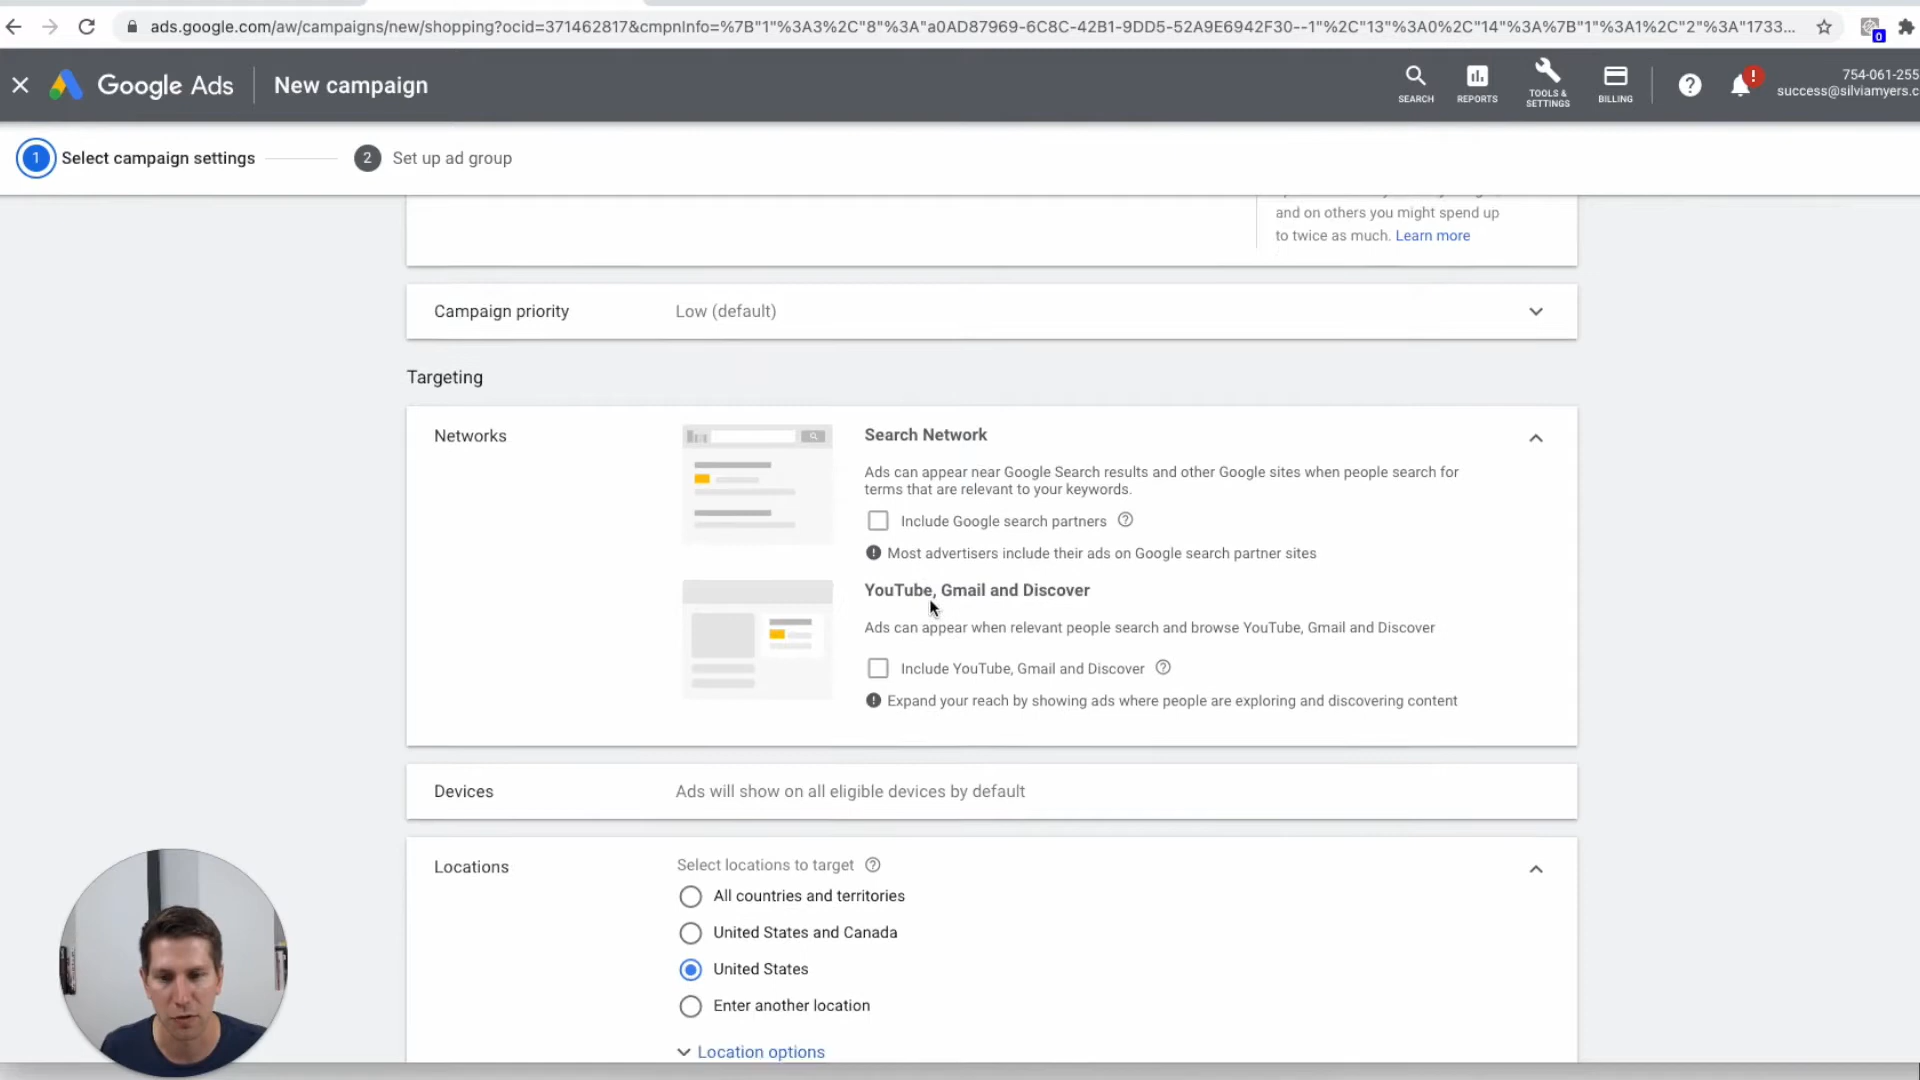 ads.google.com/aw/campaigns/new/shopping?ocid=371462817&cmpnInfo=%7B"1"%3A3%2C"8"%3A"a0AD87969-6C8C-42B1-9DD5-52A9E6942F30--1"%2C"13"%3A0%2C"14"%3A%7B"1"%3A1%2C"2"%3A"1733...
0
Google Ads
New campaign
SEARCH
REPORTS
TOOLS &
SETTINGS
BILLING
754-061-255
success@silviamyers.c
1 Select campaign settings
2 Set up ad group
and on others you might spend up
to twice as much. Learn more
Campaign priority
Low (default)
Targeting
Networks
Search Network
Ads can appear near Google Search results and other Google sites when people search for
terms that are relevant to your keywords.
Include Google search partners
Most advertisers include their ads on Google search partner sites
YouTube, Gmail and Discover
Ads can appear when relevant people search and browse YouTube, Gmail and Discover
Include YouTube, Gmail and Discover
Expand your reach by showing ads where people are exploring and discovering content
Devices
Ads will show on all eligible devices by default
Locations
Select locations to target
All countries and territories
United States and Canada
United States
Enter another location
Location options